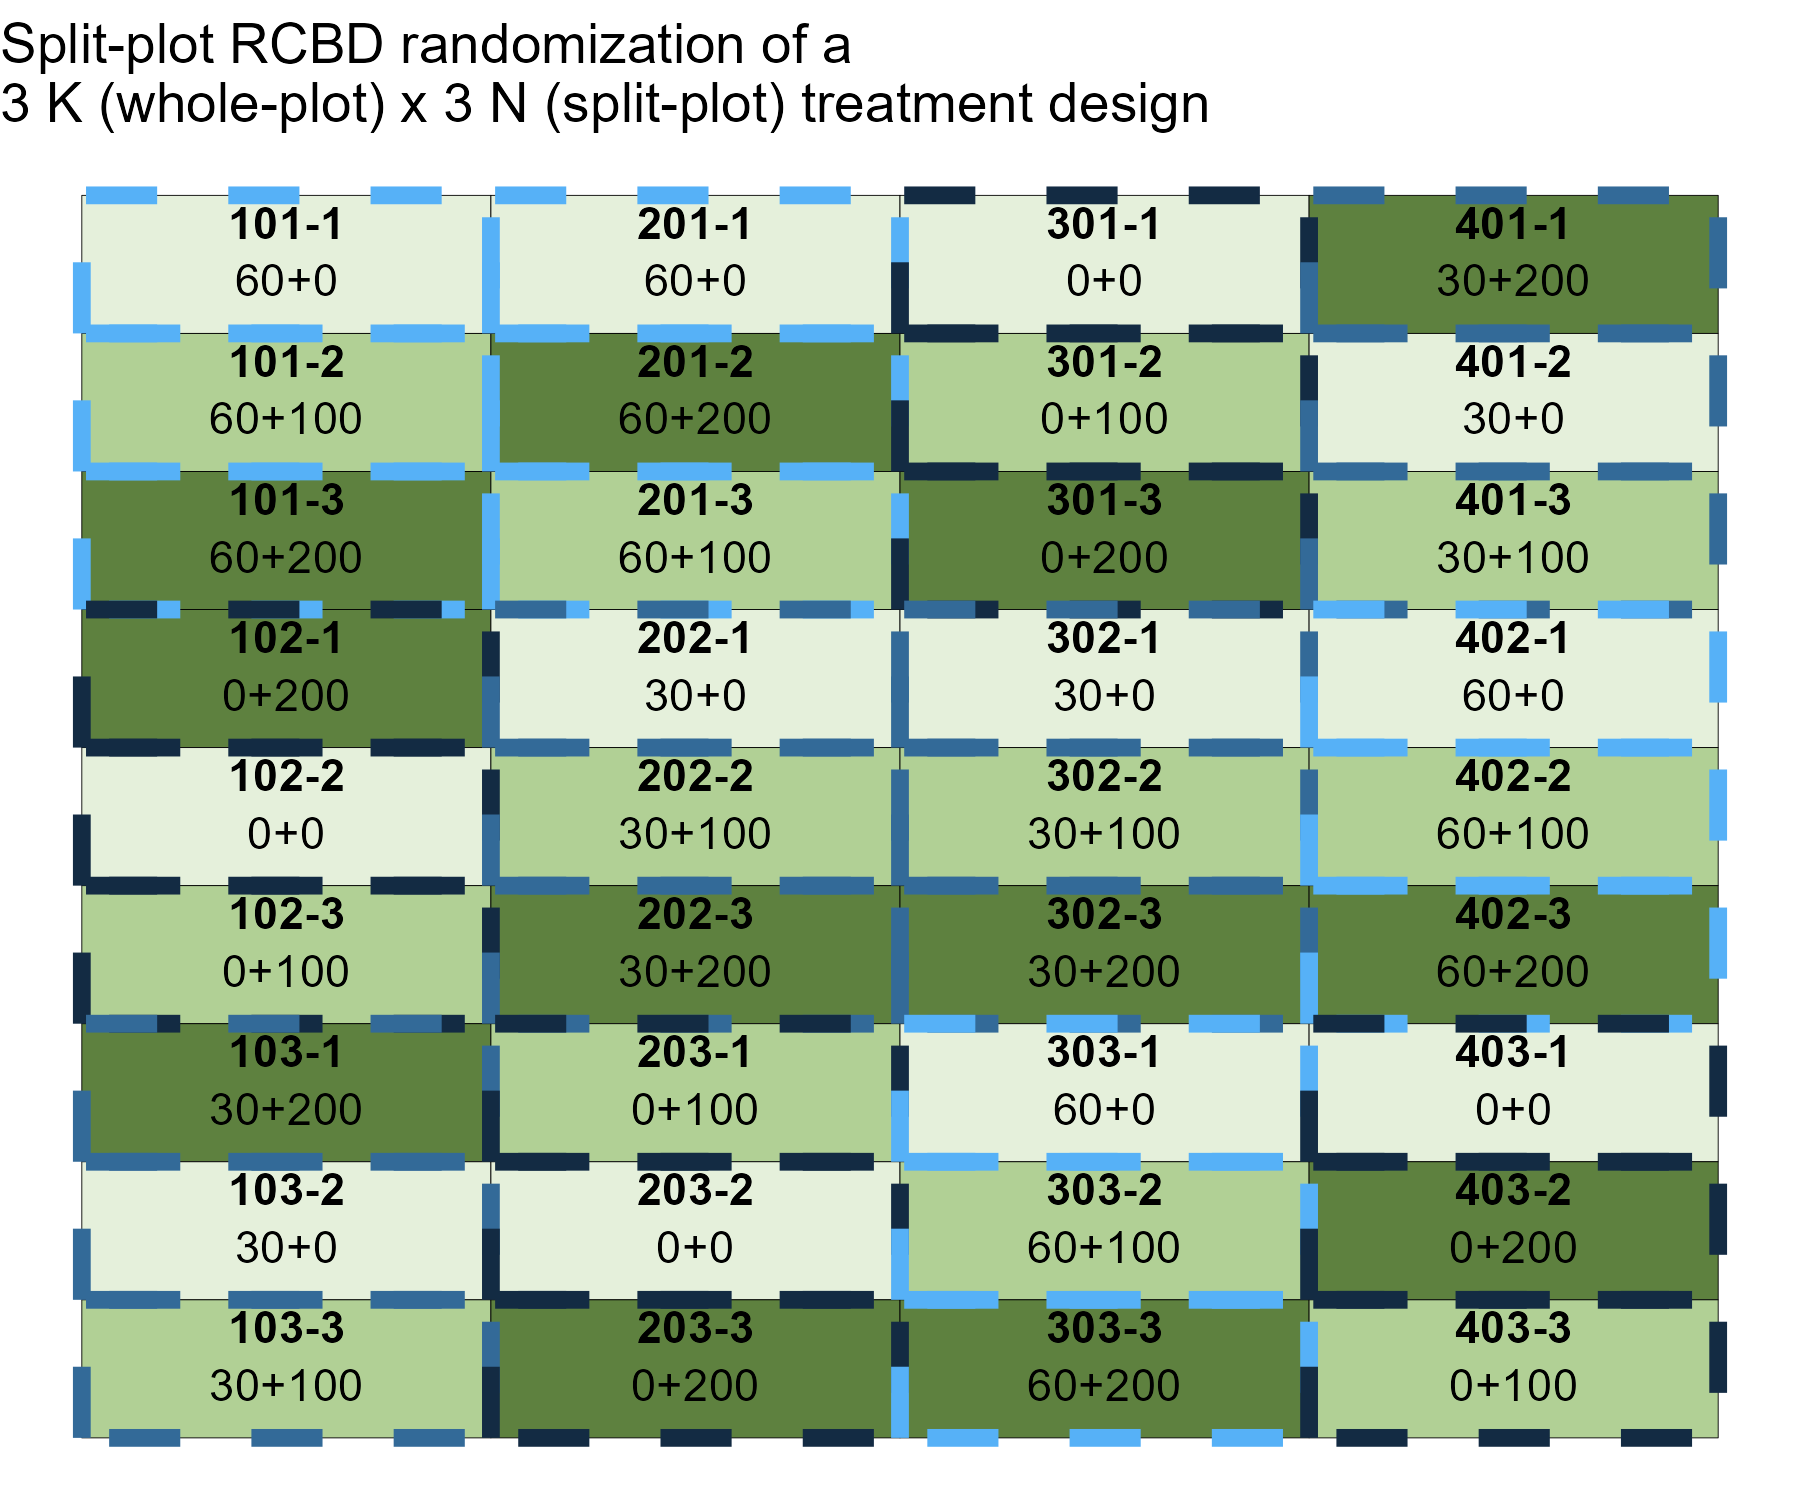 Split-plot RCBD randomization of a
3 K (whole-plot) x 3 N (split-plot) treatment design
101-1 201-1 301-1 401-1
60+0 60+0 0+0 30+200
101-2 201-2 301-2 401-2
60+100 60+200 0+100 30+0
101-3 201-3 301-3 401-3
60+200 60+100 0+200 30+100
102-1 202-1 302-1 402-1
0+200 30+0 30+0 60+0
102-2 202-2 302-2 402-2
0+0 30+100 30+100 60+100
102-3 202-3 302-3 402-3
0+100 30+200 30+200 60+200
103-1 203-1 303-1 403-1
30+200 0+100 60+0 0+0
103-2 203-2 303-2 403-2
30+0 0+0 60+100 0+200
103-3 203-3 303-3 403-3
30+100 0+200 60+200 0+100